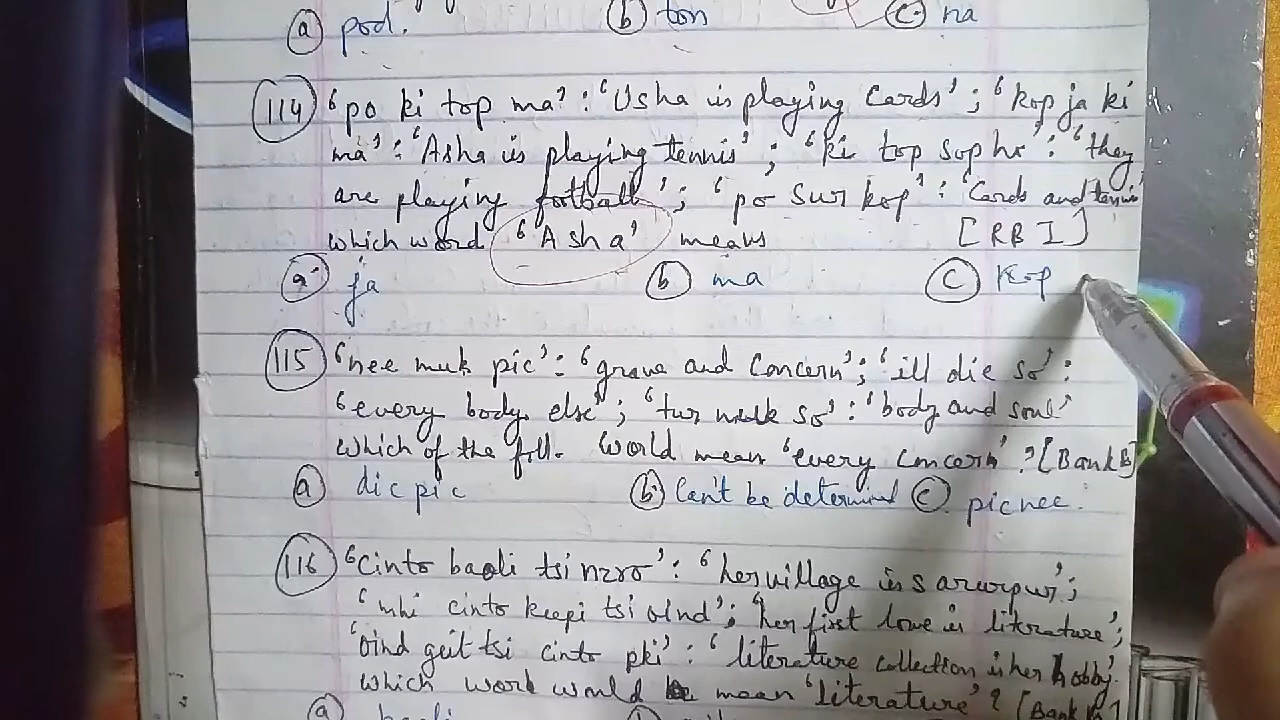 (a) pod. (b) ton (c) na
(114) 'po ki top ma' : 'Usha is playing cards' ; 'kop ja ki
ma' : 'Asha is playing tennis' ; 'ki top sop ho' : 'they
are playing football' ; 'po sur kop' : 'Cards and tennis'
which word 'Asha' means [RBI]
(a) ja (b) ma (c) Kop
(115) 'nee muk pic' : 'grave and concern' ; 'ill die so' :
'every body else' ; 'tur muk so' : 'body and soul'
Which of the foll. World mean 'every concern' ? [Bank B]
(a) dic pic (b) Can't be determined (c) pic nee.
(116) 'Cinto baoli tsi nzro' : 'her village is sarurpur' ;
'mhi cinto keepi tsi oind' ; 'her first love is literature' ;
'oind geit tsi cinto pki' : 'literature collection is her hobby'.
Which work would mean 'literature' ? [Bank
(a) baoli (b)